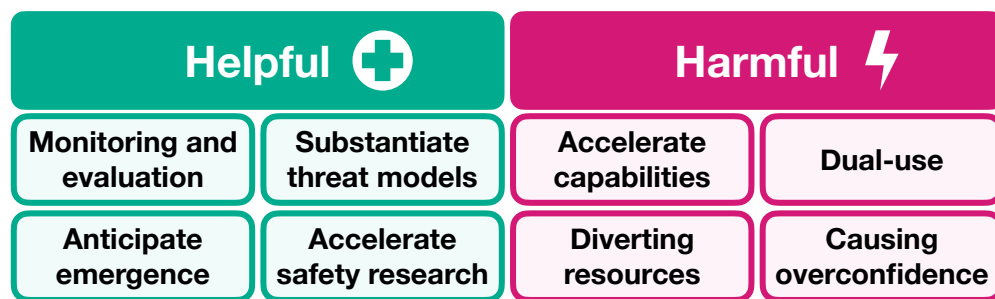 Helpful
Harmful
Monitoring and
evaluation
Substantiate
threat models
Accelerate
capabilities
Dual-use
Anticipate
emergence
Accelerate
safety research
Diverting
resources
Causing
overconfidence